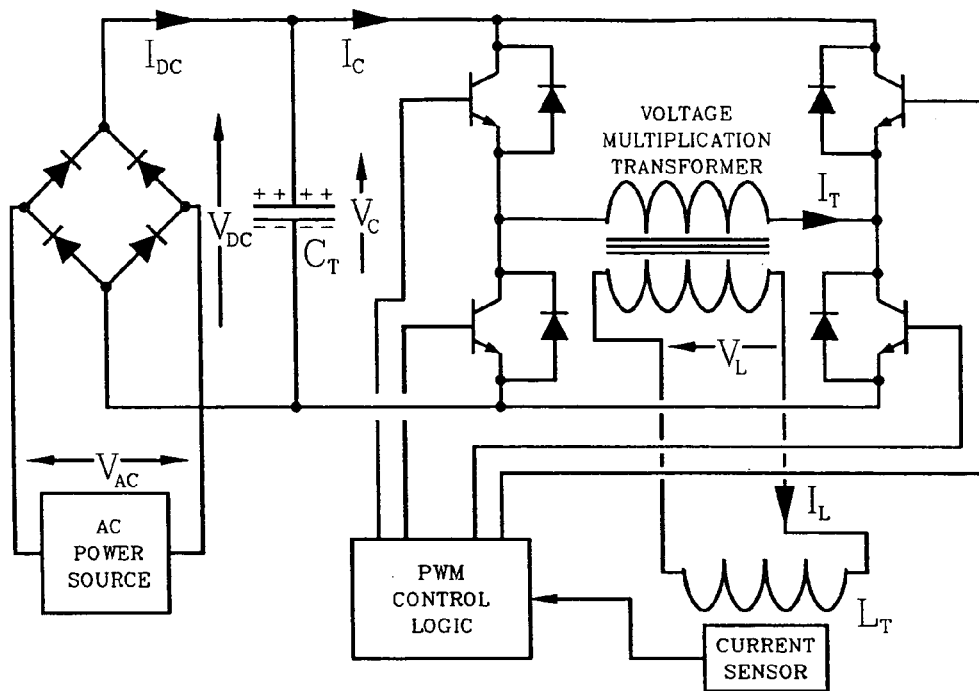 I_DC
I_C
VOLTAGE
MULTIPLICATION
TRANSFORMER
I_T
V_DC
+ + + +
− − − −
C_T
V_C
V_L
V_AC
AC
POWER
SOURCE
I_L
PWM
CONTROL
LOGIC
L_T
CURRENT
SENSOR